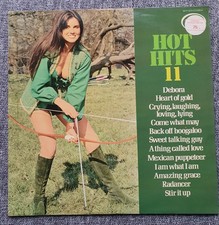 HOT
HITS
11
Debora
Heart of gold
Crying, laughing,
loving, lying
Come what may
Back off boogaloo
Sweet talking guy
A thing called love
Mexican puppeteer
I am what I am
Amazing grace
Radancer
Stir it up